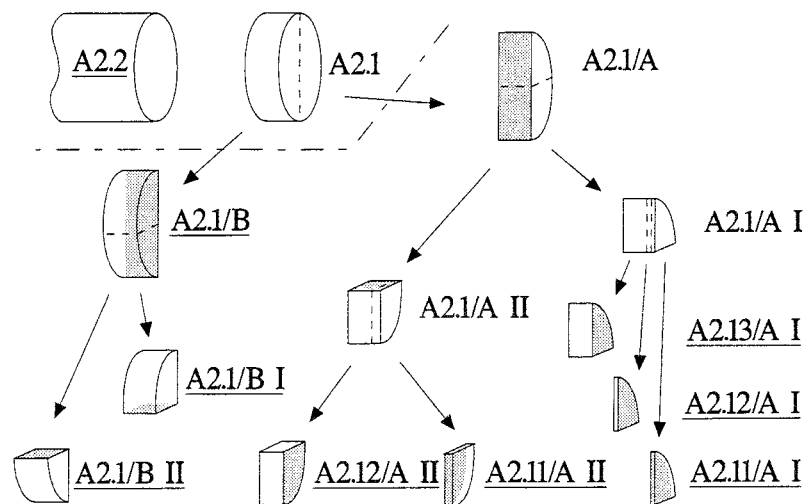 A2.2
A2.1
A2.1/A
A2.1/B
A2.1/A I
A2.1/A II
A2.13/A I
A2.1/B I
A2.12/A I
A2.1/B II
A2.12/A II
A2.11/A II
A2.11/A I